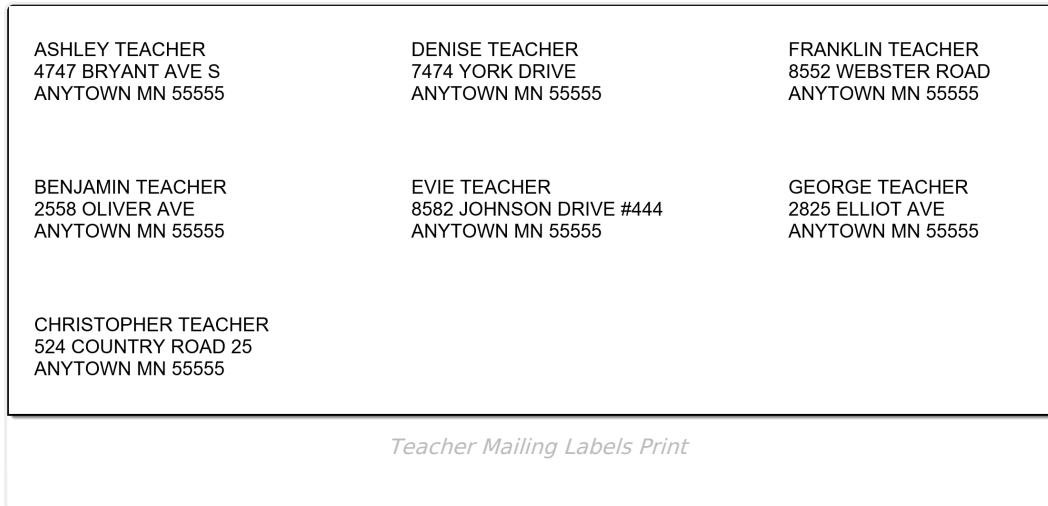 ASHLEY TEACHER
4747 BRYANT AVE S
ANYTOWN MN 55555
DENISE TEACHER
7474 YORK DRIVE
ANYTOWN MN 55555
FRANKLIN TEACHER
8552 WEBSTER ROAD
ANYTOWN MN 55555
BENJAMIN TEACHER
2558 OLIVER AVE
ANYTOWN MN 55555
EVIE TEACHER
8582 JOHNSON DRIVE #444
ANYTOWN MN 55555
GEORGE TEACHER
2825 ELLIOT AVE
ANYTOWN MN 55555
CHRISTOPHER TEACHER
524 COUNTRY ROAD 25
ANYTOWN MN 55555
Teacher Mailing Labels Print